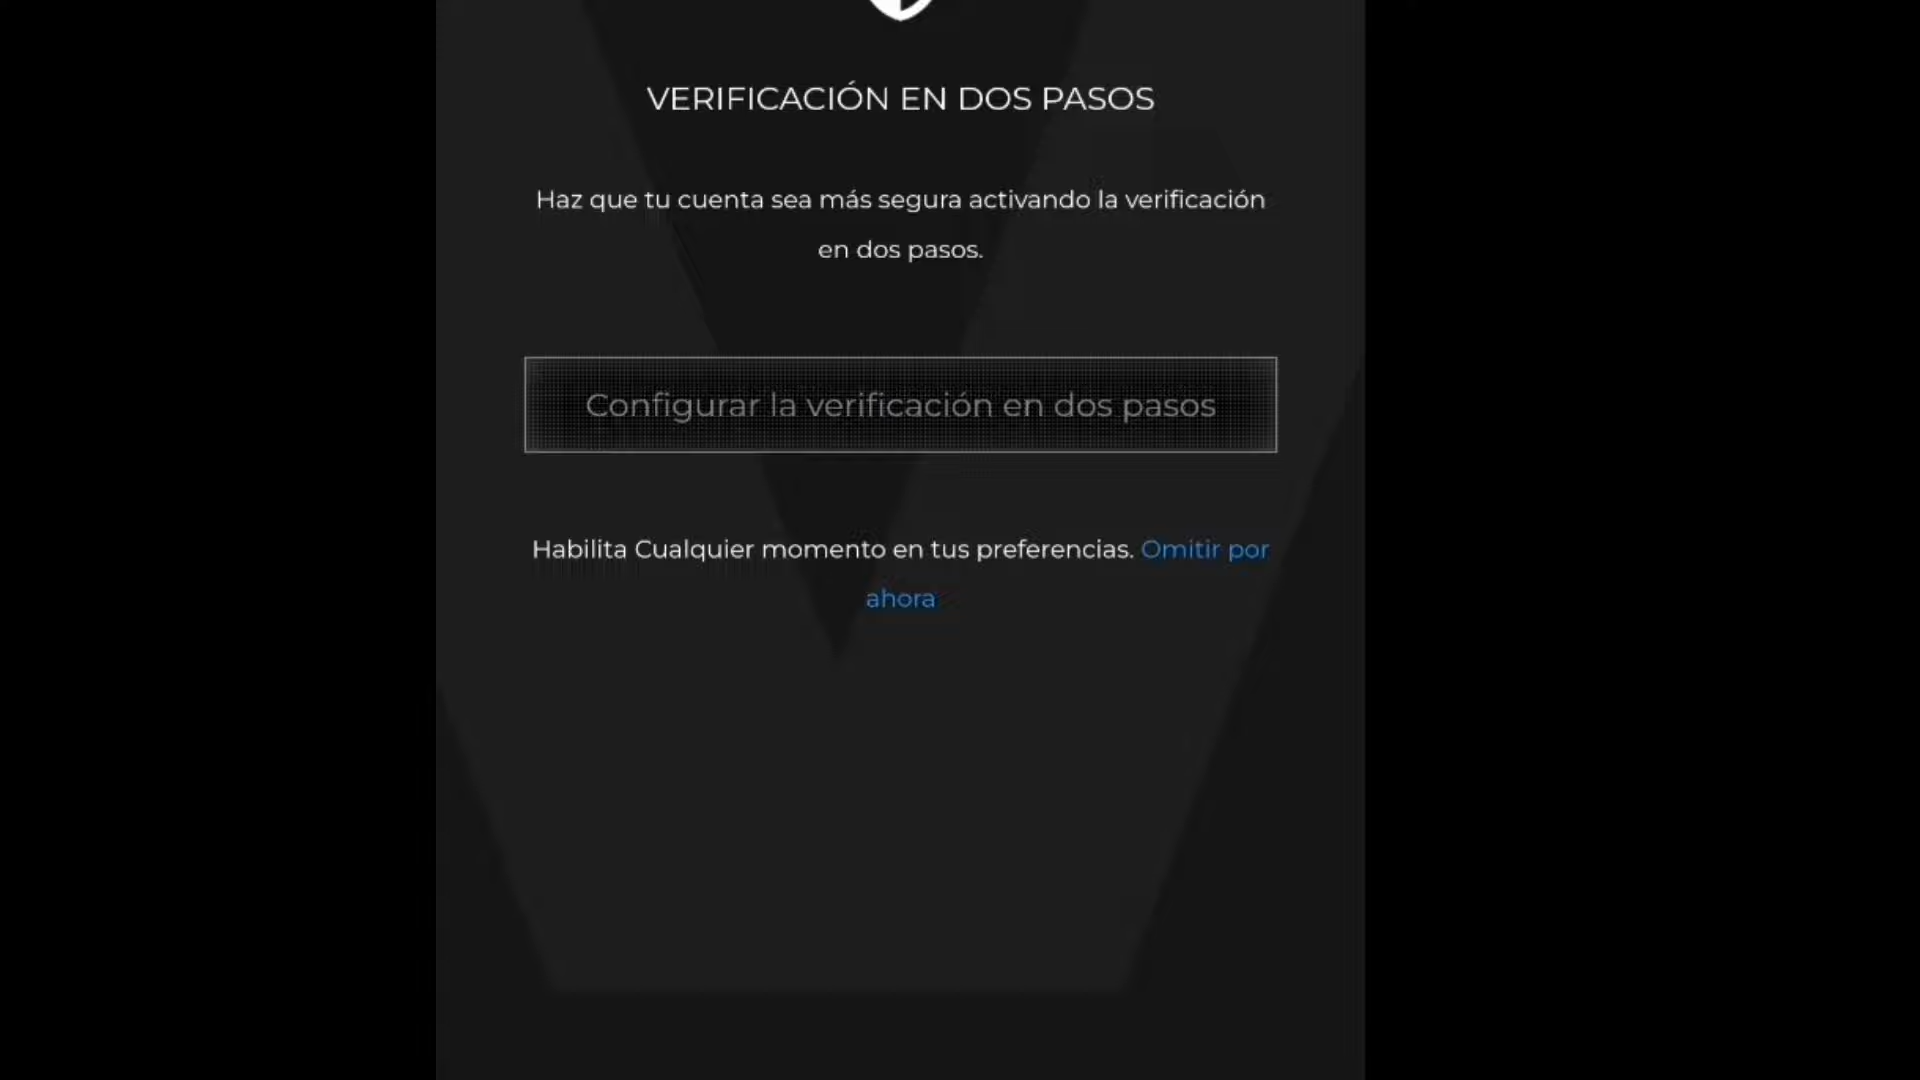 VERIFICACIÓN EN DOS PASOS
Haz que tu cuenta sea más segura activando la verificación
en dos pasos.
Configurar la verificación en dos pasos
Habilita Cualquier momento en tus preferencias. Omitir por
ahora